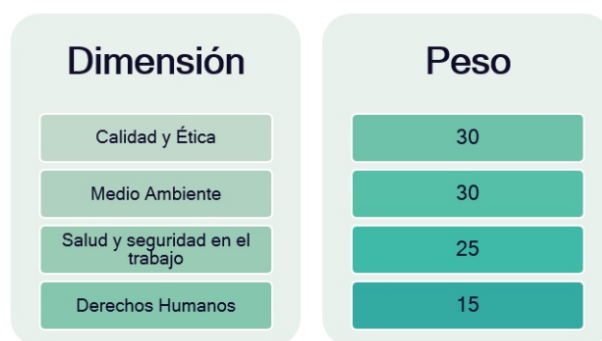 Dimensión
Peso
Calidad y Ética
30
Medio Ambiente
30
Salud y seguridad en el
trabajo
25
Derechos Humanos
15